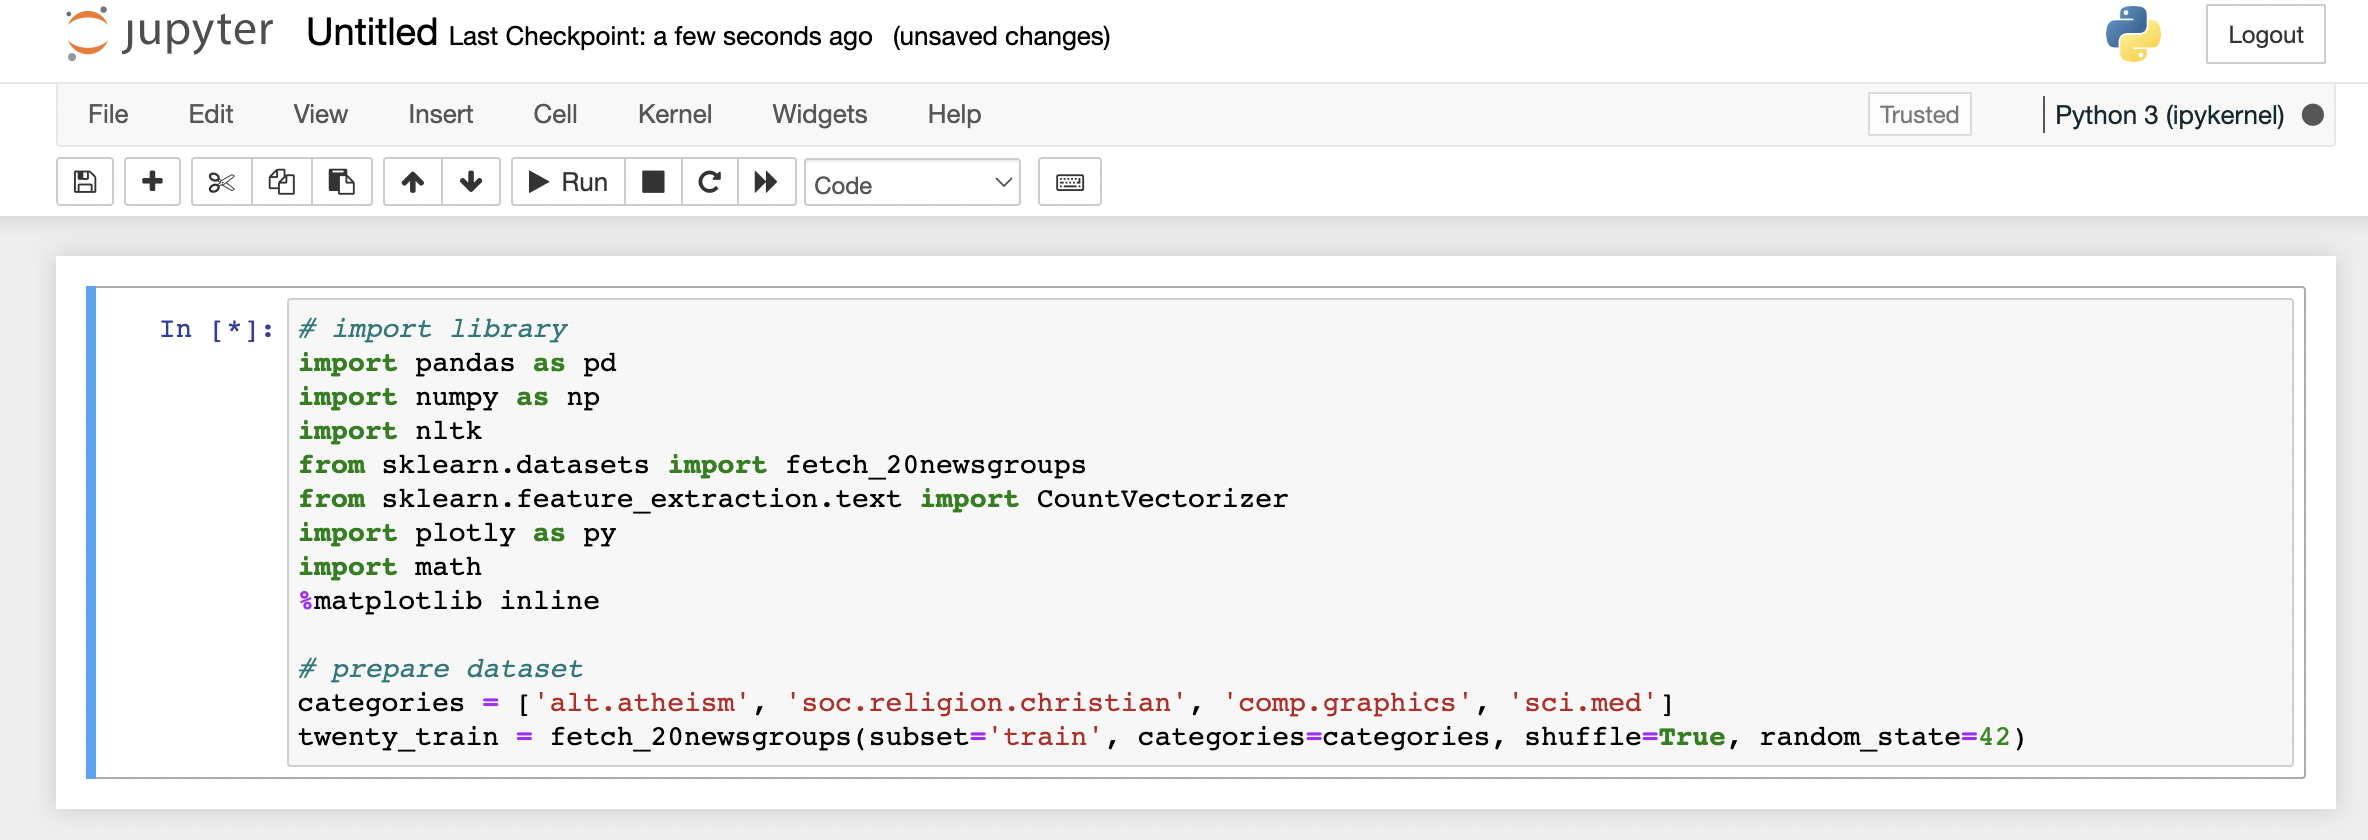 jupyter Untitled Last Checkpoint: a few seconds ago (unsaved changes) Logout
File Edit View Insert Cell Kernel Widgets Help Trusted Python 3 (ipykernel)
Run Code
In [*]: # import library
import pandas as pd
import numpy as np
import nltk
from sklearn.datasets import fetch_20newsgroups
from sklearn.feature_extraction.text import CountVectorizer
import plotly as py
import math
%matplotlib inline
# prepare dataset
categories = ['alt.atheism', 'soc.religion.christian', 'comp.graphics', 'sci.med']
twenty_train = fetch_20newsgroups(subset='train', categories=categories, shuffle=True, random_state=42)